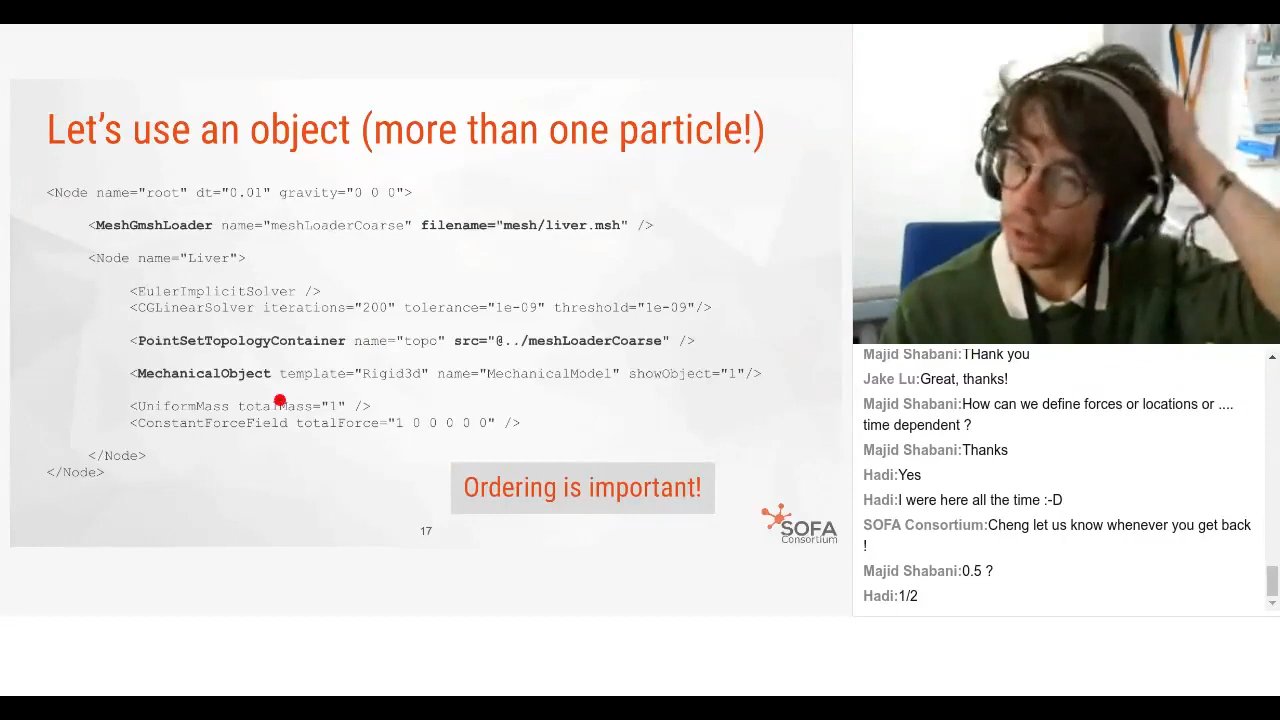 Let's use an object (more than one particle!)
<Node name="root" dt="0.01" gravity="0 0 0">
<MeshGmshLoader name="meshLoaderCoarse" filename="mesh/liver.msh" />
<Node name="Liver">
<EulerImplicitSolver />
<CGLinearSolver iterations="200" tolerance="1e-09" threshold="1e-09"/>
<PointSetTopologyContainer name="topo" src="@../meshLoaderCoarse" />
<MechanicalObject template="Rigid3d" name="MechanicalModel" showObject="1"/>
<UniformMass totalMass="1" />
<ConstantForceField totalForce="1 0 0 0 0 0" />
</Node>
</Node>
Ordering is important!
17
SOFA
Consortium
Majid Shabani:THank you
Jake Lu:Great, thanks!
Majid Shabani:How can we define forces or locations or ....
time dependent ?
Majid Shabani:Thanks
Hadi:Yes
Hadi:I were here all the time :-D
SOFA Consortium:Cheng let us know whenever you get back
!
Majid Shabani:0.5 ?
Hadi:1/2